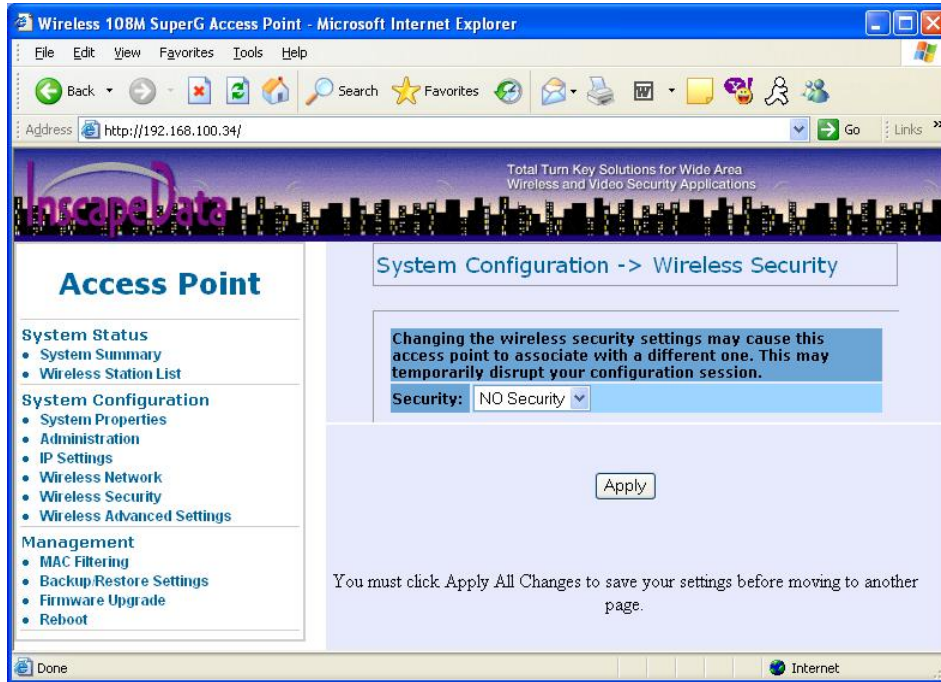 Wireless 108M SuperG Access Point - Microsoft Internet Explorer
File Edit View Favorites Tools Help
Back Search Favorites
Address http://192.168.100.34/ Go Links »
InscapeData
Total Turn Key Solutions for Wide Area
Wireless and Video Security Applications
Access Point
System Status
• System Summary
• Wireless Station List
System Configuration
• System Properties
• Administration
• IP Settings
• Wireless Network
• Wireless Security
• Wireless Advanced Settings
Management
• MAC Filtering
• Backup/Restore Settings
• Firmware Upgrade
• Reboot
System Configuration -> Wireless Security
Changing the wireless security settings may cause this
access point to associate with a different one. This may
temporarily disrupt your configuration session.
Security: NO Security
Apply
You must click Apply All Changes to save your settings before moving to another
page.
Done Internet